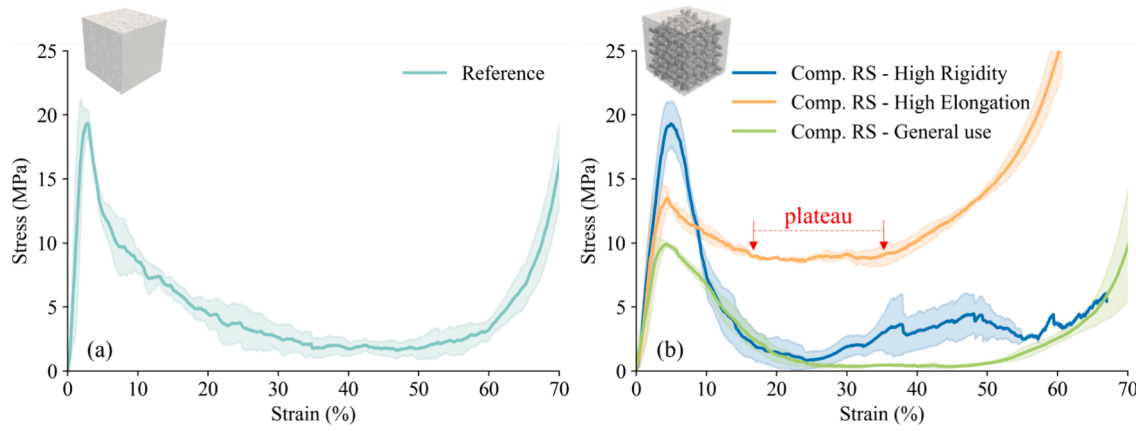 25
20
15
10
5
0
Stress (MPa)
Reference
(a)
0 10 20 30 40 50 60 70
Strain (%)
25
20
15
10
5
0
Stress (MPa)
Comp. RS - High Rigidity
Comp. RS - High Elongation
Comp. RS - General use
plateau
(b)
0 10 20 30 40 50 60 70
Strain (%)